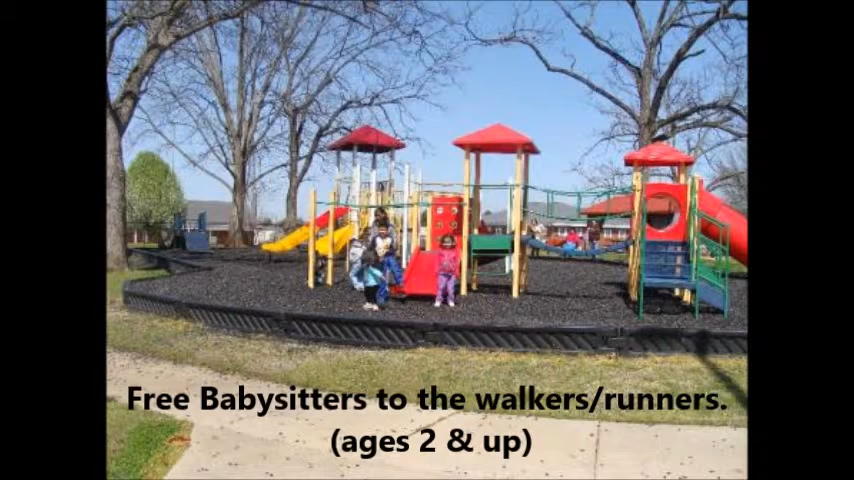 Free Babysitters to the walkers/runners.
(ages 2 & up)